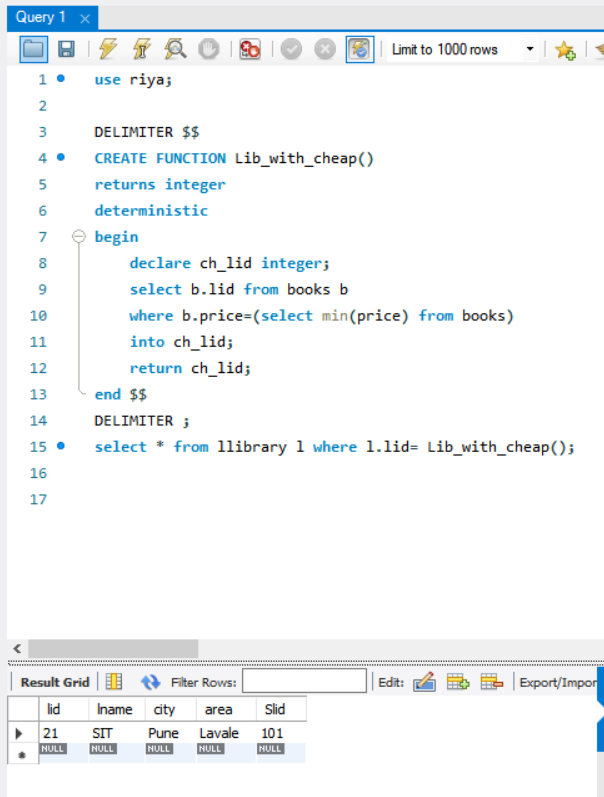 Query 1
Limit to 1000 rows
1 use riya;
2
3 DELIMITER $$
4 CREATE FUNCTION Lib_with_cheap()
5 returns integer
6 deterministic
7 begin
8 declare ch_lid integer;
9 select b.lid from books b
10 where b.price=(select min(price) from books)
11 into ch_lid;
12 return ch_lid;
13 end $$
14 DELIMITER ;
15 select * from llibrary l where l.lid= Lib_with_cheap();
16
17
Result Grid Filter Rows: Edit: Export/Impor
lid lname city area Slid
21 SIT Pune Lavale 101
NULL NULL NULL NULL NULL